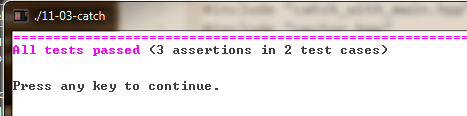 ./11-03-catch
===============================================================================
All tests passed (3 assertions in 2 test cases)
Press any key to continue.